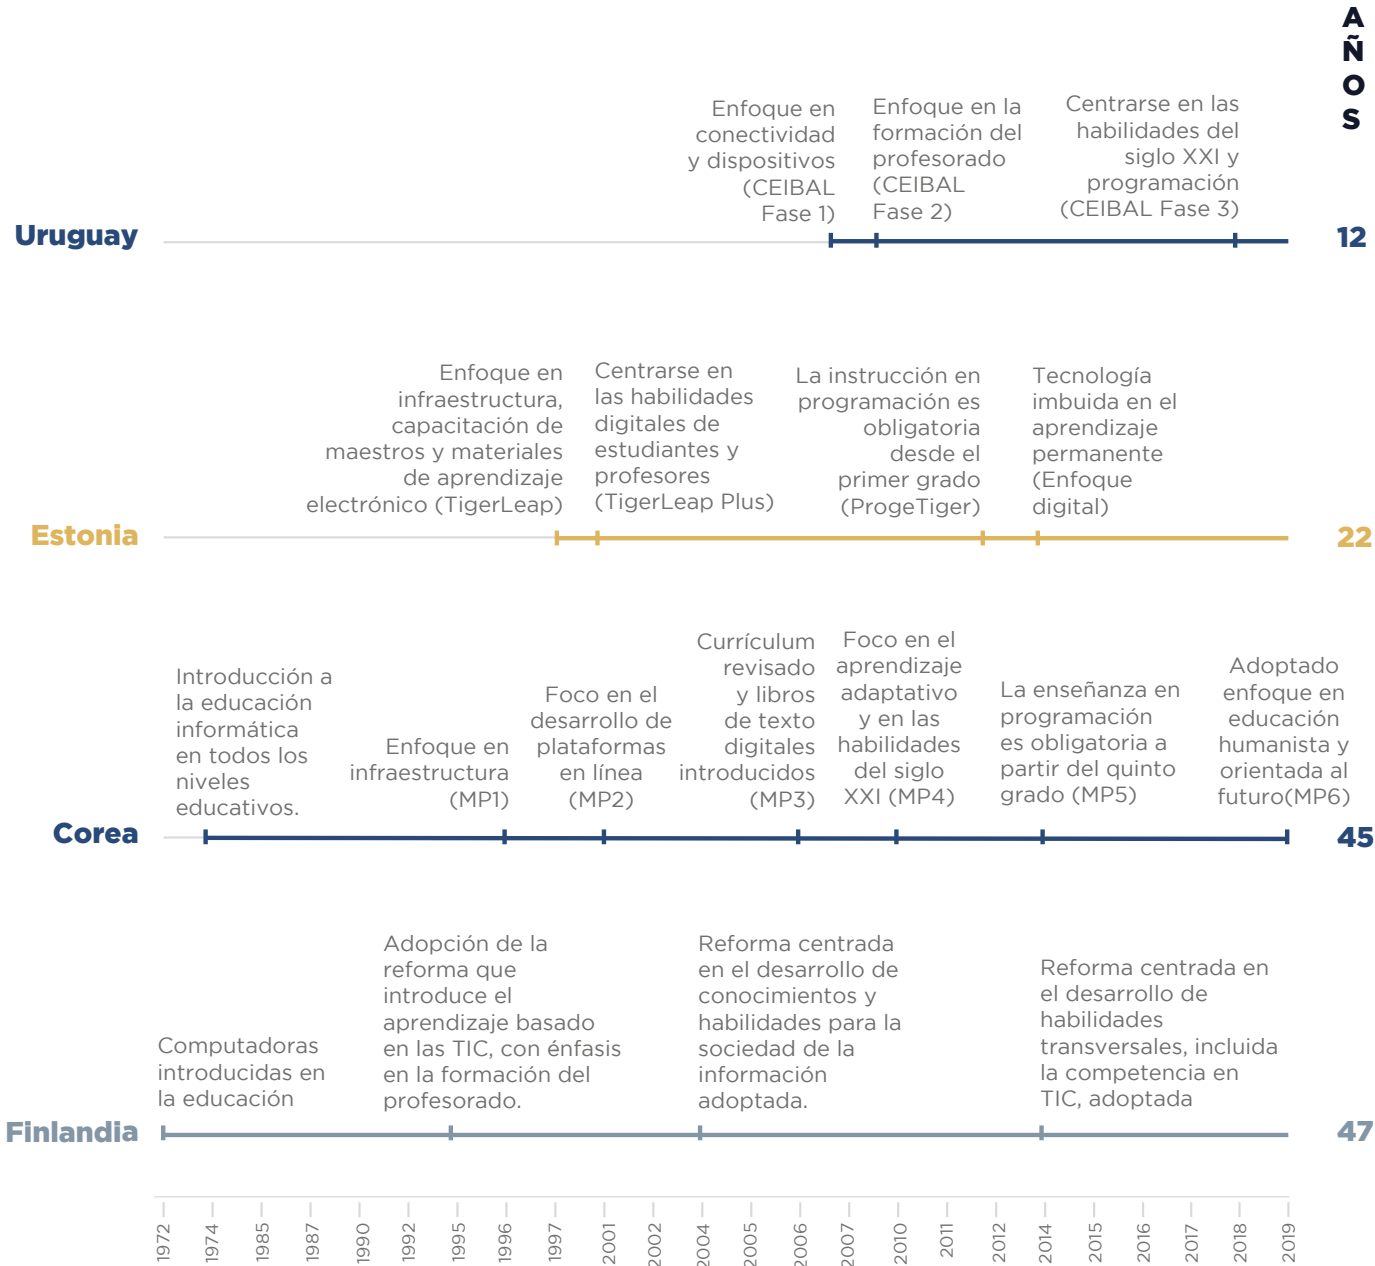 A
Ñ
O
S
Enfoque en
conectividad
y dispositivos
(CEIBAL
Fase 1)
Enfoque en la
formación del
profesorado
(CEIBAL
Fase 2)
Centrarse en las
habilidades del
siglo XXI y
programación
(CEIBAL Fase 3)
Uruguay
12
Enfoque en
infraestructura,
capacitación de
maestros y materiales
de aprendizaje
electrónico (TigerLeap)
Centrarse en
las habilidades
digitales de
estudiantes y
profesores
(TigerLeap Plus)
La instrucción en
programación es
obligatoria
desde el
primer grado
(ProgeTiger)
Tecnología
imbuida en el
aprendizaje
permanente
(Enfoque
digital)
Estonia
22
Introducción a
la educación
informática
en todos los
niveles
educativos.
Enfoque en
infraestructura
(MP1)
Foco en el
desarrollo de
plataformas
en línea
(MP2)
Currículum
revisado
y libros
de texto
digitales
introducidos
(MP3)
Foco en el
aprendizaje
adaptativo
y en las
habilidades
del siglo
XXI (MP4)
La enseñanza en
programación
es obligatoria a
partir del quinto
grado (MP5)
Adoptado
enfoque en
educación
humanista y
orientada al
futuro(MP6)
Corea
45
Computadoras
introducidas en
la educación
Adopción de la
reforma que
introduce el
aprendizaje basado
en las TIC, con énfasis
en la formación del
profesorado.
Reforma centrada
en el desarrollo de
conocimientos y
habilidades para la
sociedad de la
información
adoptada.
Reforma centrada en
el desarrollo de
habilidades
transversales, incluida
la competencia en
TIC, adoptada
Finlandia
47
1972
1974
1985
1987
1990
1992
1995
1996
1997
2001
2002
2004
2005
2006
2007
2010
2011
2012
2014
2015
2016
2017
2018
2019